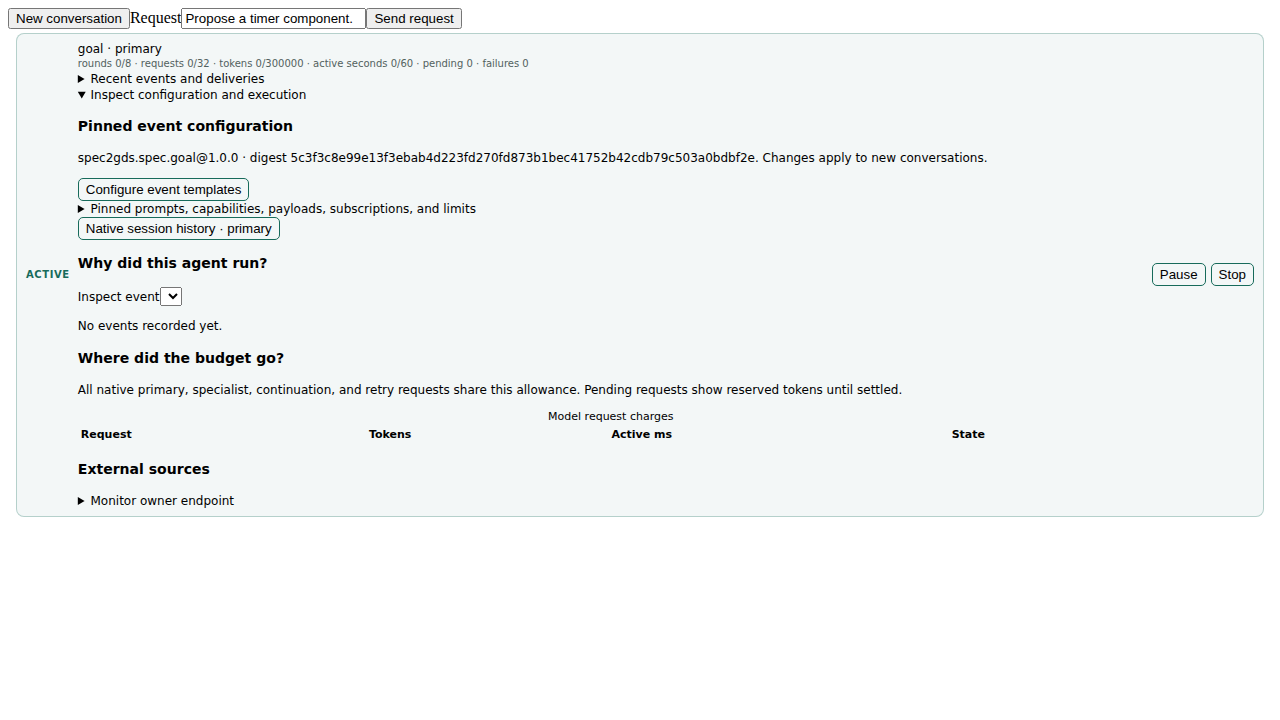 New conversation Request Propose a timer component. Send request
goal · primary
rounds 0/8 · requests 0/32 · tokens 0/300000 · active seconds 0/60 · pending 0 · failures 0
Recent events and deliveries
Inspect configuration and execution
Pinned event configuration
spec2gds.spec.goal@1.0.0 · digest 5c3f3c8e99e13f3ebab4d223fd270fd873b1bec41752b42cdb79c503a0bdbf2e. Changes apply to new conversations.
Configure event templates
Pinned prompts, capabilities, payloads, subscriptions, and limits
Native session history · primary
Why did this agent run?
ACTIVE
Pause Stop
Inspect event
No events recorded yet.
Where did the budget go?
All native primary, specialist, continuation, and retry requests share this allowance. Pending requests show reserved tokens until settled.
Model request charges
Request Tokens Active ms State
External sources
Monitor owner endpoint